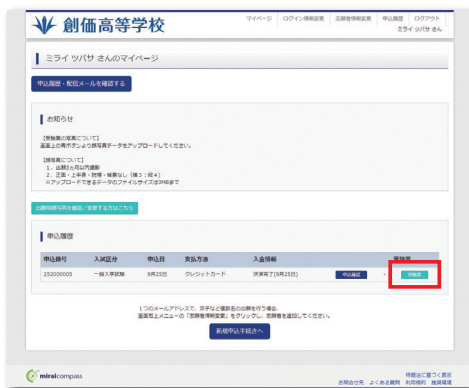 創価高等学校
マイページ ログイン情報変更 志願者情報変更 申込履歴 ログアウト
ミライ ツバサ さん
ミライ ツバサ さんのマイページ
申込履歴・配信メールを確認する
お知らせ
【受験票の写真について】
画面上の青ボタンより顔写真データをアップロードしてください。
【顔写真について】
1. 出願3ヵ月以内撮影
2. 正面・上半身・脱帽・背景なし（横3：縦4）
※アップロードできるデータのファイルサイズは3MBまで
出願用顔写真を確認／変更する方はこちら
申込履歴
申込番号 入試区分 申込日 支払方法 入金情報 受験票
252000005 一般入学試験 9月25日 クレジットカード 決済完了(9月25日) 申込確認 - 受験票
1つのメールアドレスで、双子など複数名の出願を行う場合、
画面右上メニューの「志願者情報変更」をクリックし、志願者を追加してください。
新規申込手続きへ
miraicompass
特商法に基づく表示
お問合せ先 よくある質問 利用規約 推奨環境